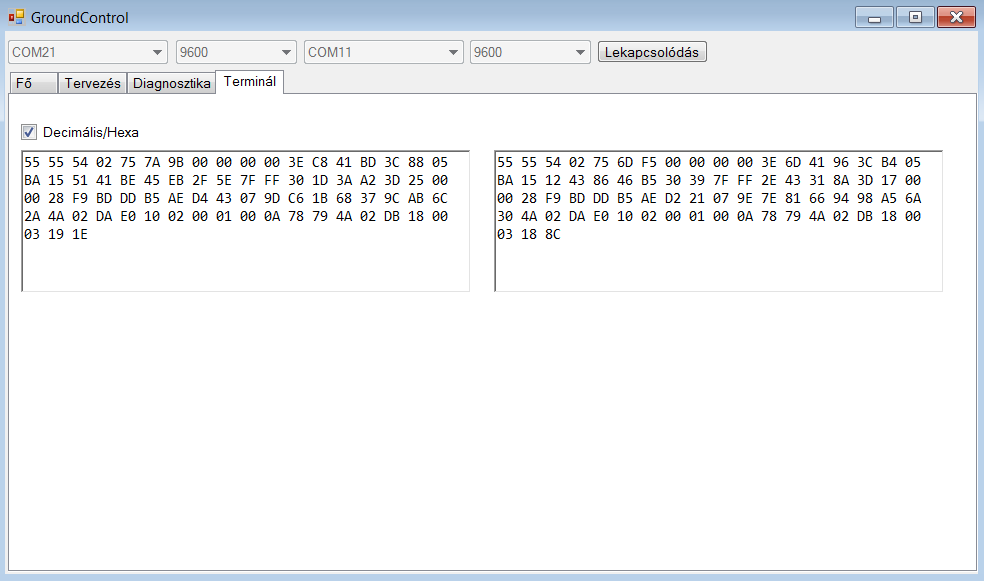 GroundControl
COM21 9600 COM11 9600 Lekapcsolódás
Fő Tervezés Diagnosztika Terminál
Decimális/Hexa
55 55 54 02 75 7A 9B 00 00 00 00 3E C8 41 BD 3C 88 05
BA 15 51 41 BE 45 EB 2F 5E 7F FF 30 1D 3A A2 3D 25 00
00 28 F9 BD DD B5 AE D4 43 07 9D C6 1B 68 37 9C AB 6C
2A 4A 02 DA E0 10 02 00 01 00 0A 78 79 4A 02 DB 18 00
03 19 1E
55 55 54 02 75 6D F5 00 00 00 00 3E 6D 41 96 3C B4 05
BA 15 12 43 86 46 B5 30 39 7F FF 2E 43 31 8A 3D 17 00
00 28 F9 BD DD B5 AE D2 21 07 9E 7E 81 66 94 98 A5 6A
30 4A 02 DA E0 10 02 00 01 00 0A 78 79 4A 02 DB 18 00
03 18 8C